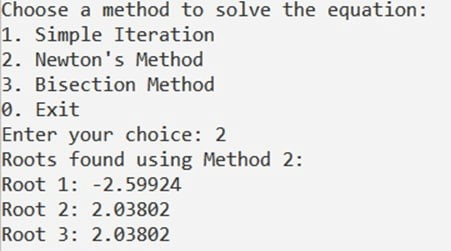 Choose a method to solve the equation:
1. Simple Iteration
2. Newton's Method
3. Bisection Method
0. Exit
Enter your choice: 2
Roots found using Method 2:
Root 1: -2.59924
Root 2: 2.03802
Root 3: 2.03802